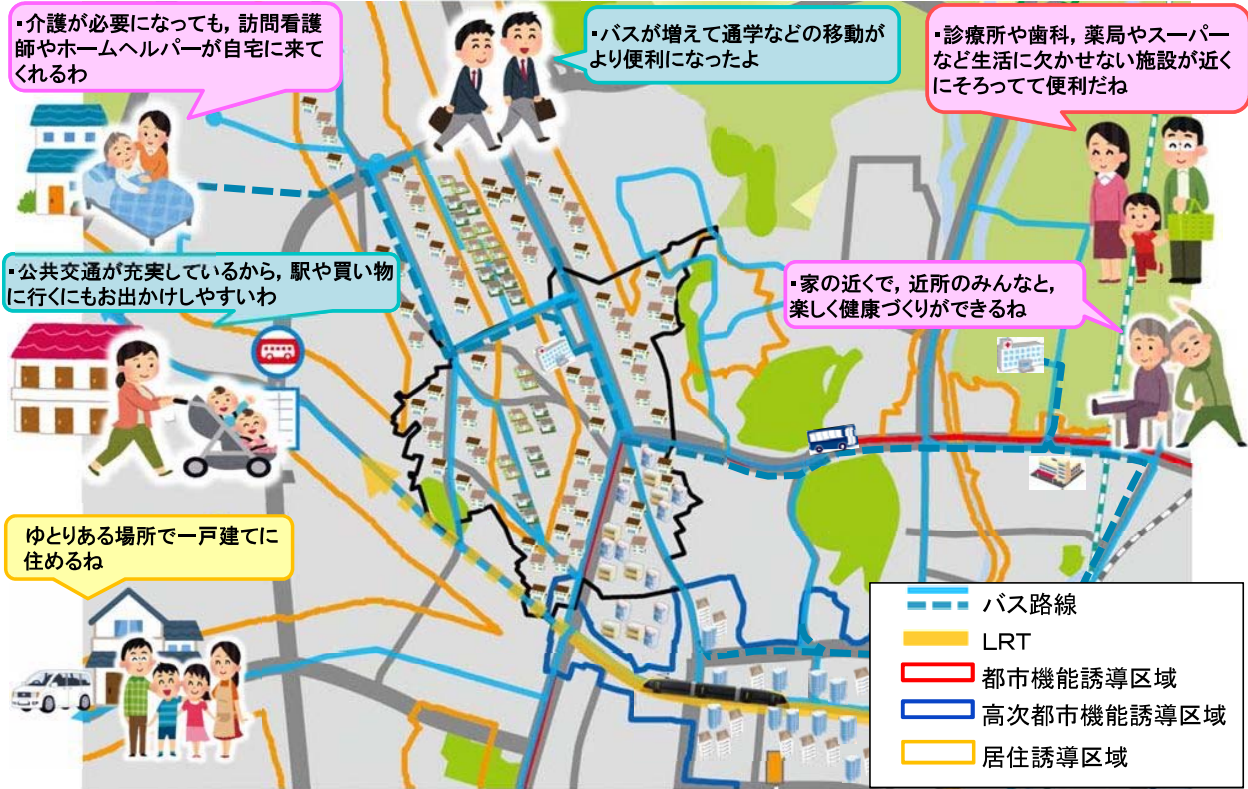 ・介護が必要になっても，訪問看護
師やホームヘルパーが自宅に来て
くれるわ
・バスが増えて通学などの移動が
より便利になったよ
・診療所や歯科，薬局やスーパー
など生活に欠かせない施設が近く
にそろってて便利だね
・公共交通が充実しているから，駅や買い物
に行くにもお出かけしやすいわ
・家の近くで，近所のみんなと，
楽しく健康づくりができるね
ゆとりある場所で一戸建てに
住めるね
バス路線
ＬＲＴ
都市機能誘導区域
高次都市機能誘導区域
居住誘導区域